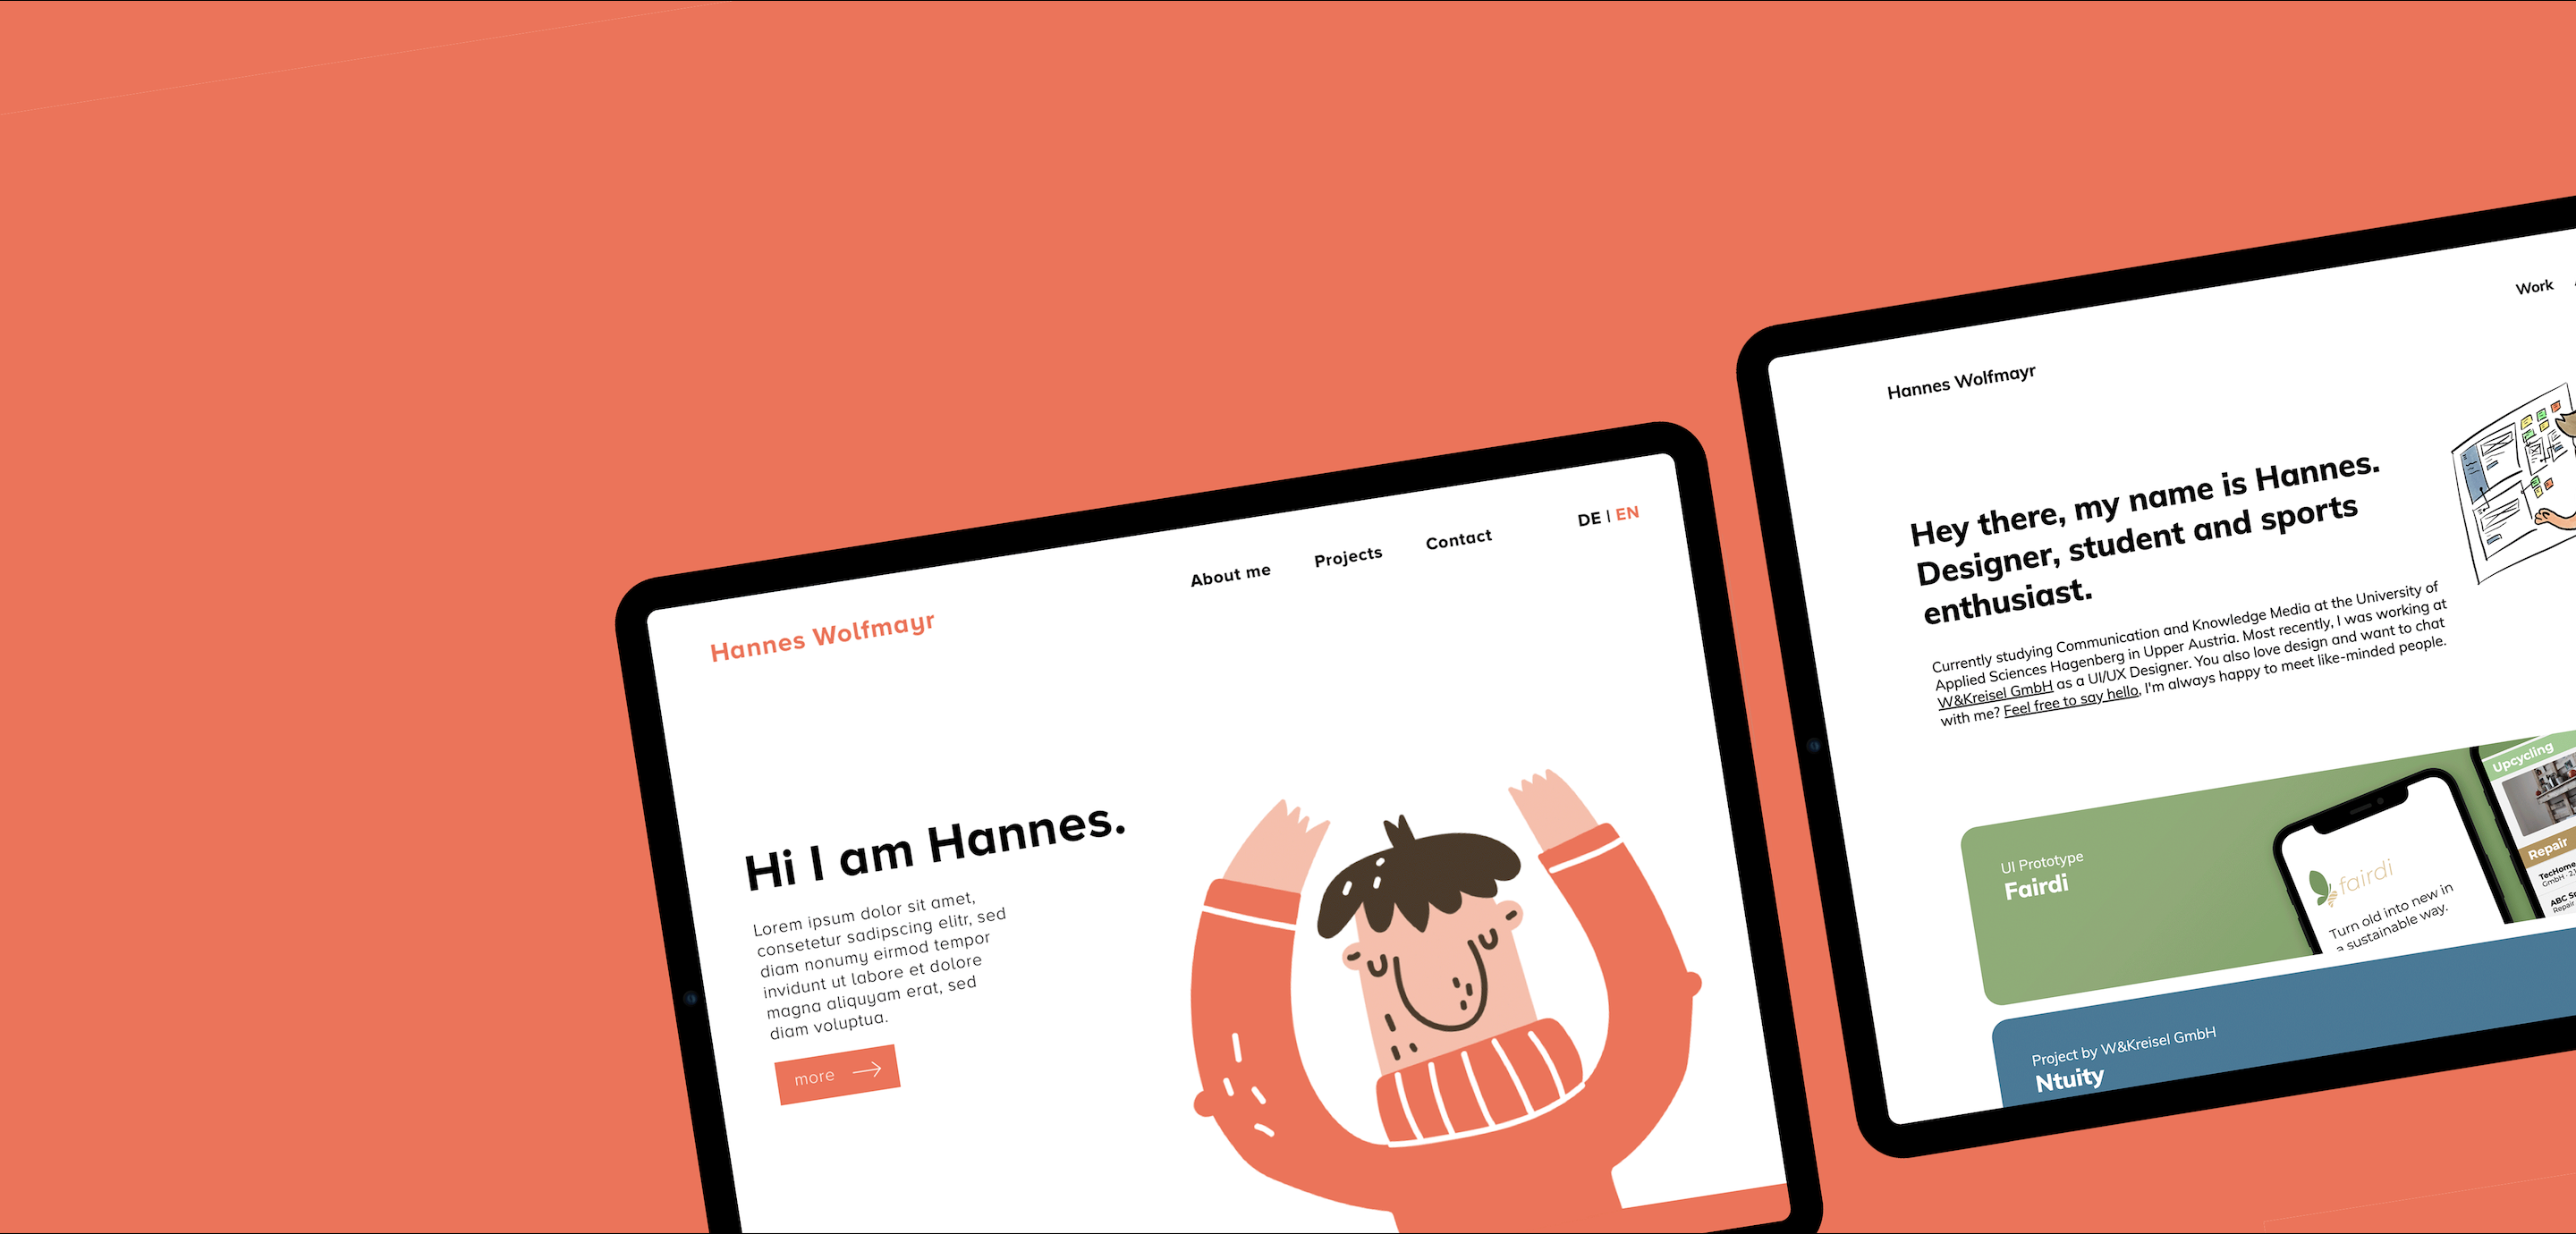 Hannes Wolfmayr
About me
Projects
Contact
DE | EN
Hi I am Hannes.
Lorem ipsum dolor sit amet,
consetetur sadipscing elitr, sed
diam nonumy eirmod tempor
invidunt ut labore et dolore
magna aliquyam erat, sed
diam voluptua.
more
Hannes Wolfmayr
Work
Hey there, my name is Hannes.
Designer, student and sports
enthusiast.
Currently studying Communication and Knowledge Media at the University of
Applied Sciences Hagenberg in Upper Austria. Most recently, I was working at
W&Kreisel GmbH as a UI/UX Designer. You also love design and want to chat
with me? Feel free to say hello, I'm always happy to meet like-minded people.
UI Prototype
Fairdi
fairdi
Turn old into new in
a sustainable way.
Upcycling
Repair
TecHome
GmbH
ABC
Repair
Project by W&Kreisel GmbH
Ntuity